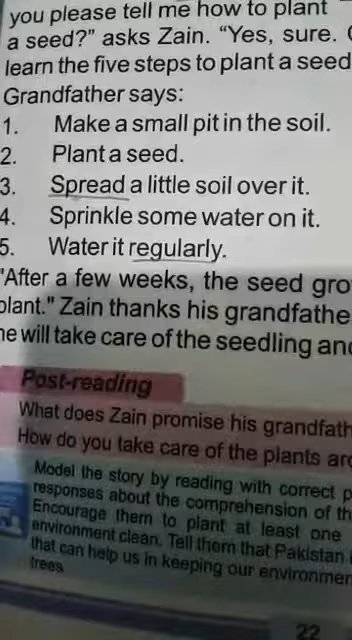 you please tell me how to plant
a seed?" asks Zain. "Yes, sure.
learn the five steps to plant a seed
Grandfather says:
1. Make a small pit in the soil.
2. Plant a seed.
3. Spread a little soil over it.
4. Sprinkle some water on it.
5. Water it regularly.
"After a few weeks, the seed gro
plant." Zain thanks his grandfathe
he will take care of the seedling and
Post-reading
What does Zain promise his grandfath
How do you take care of the plants aro
Model the story by reading with correct p
responses about the comprehension of th
Encourage them to plant at least one
environment clean. Tell them that Pakistan
that can help us in keeping our environmen
trees
22